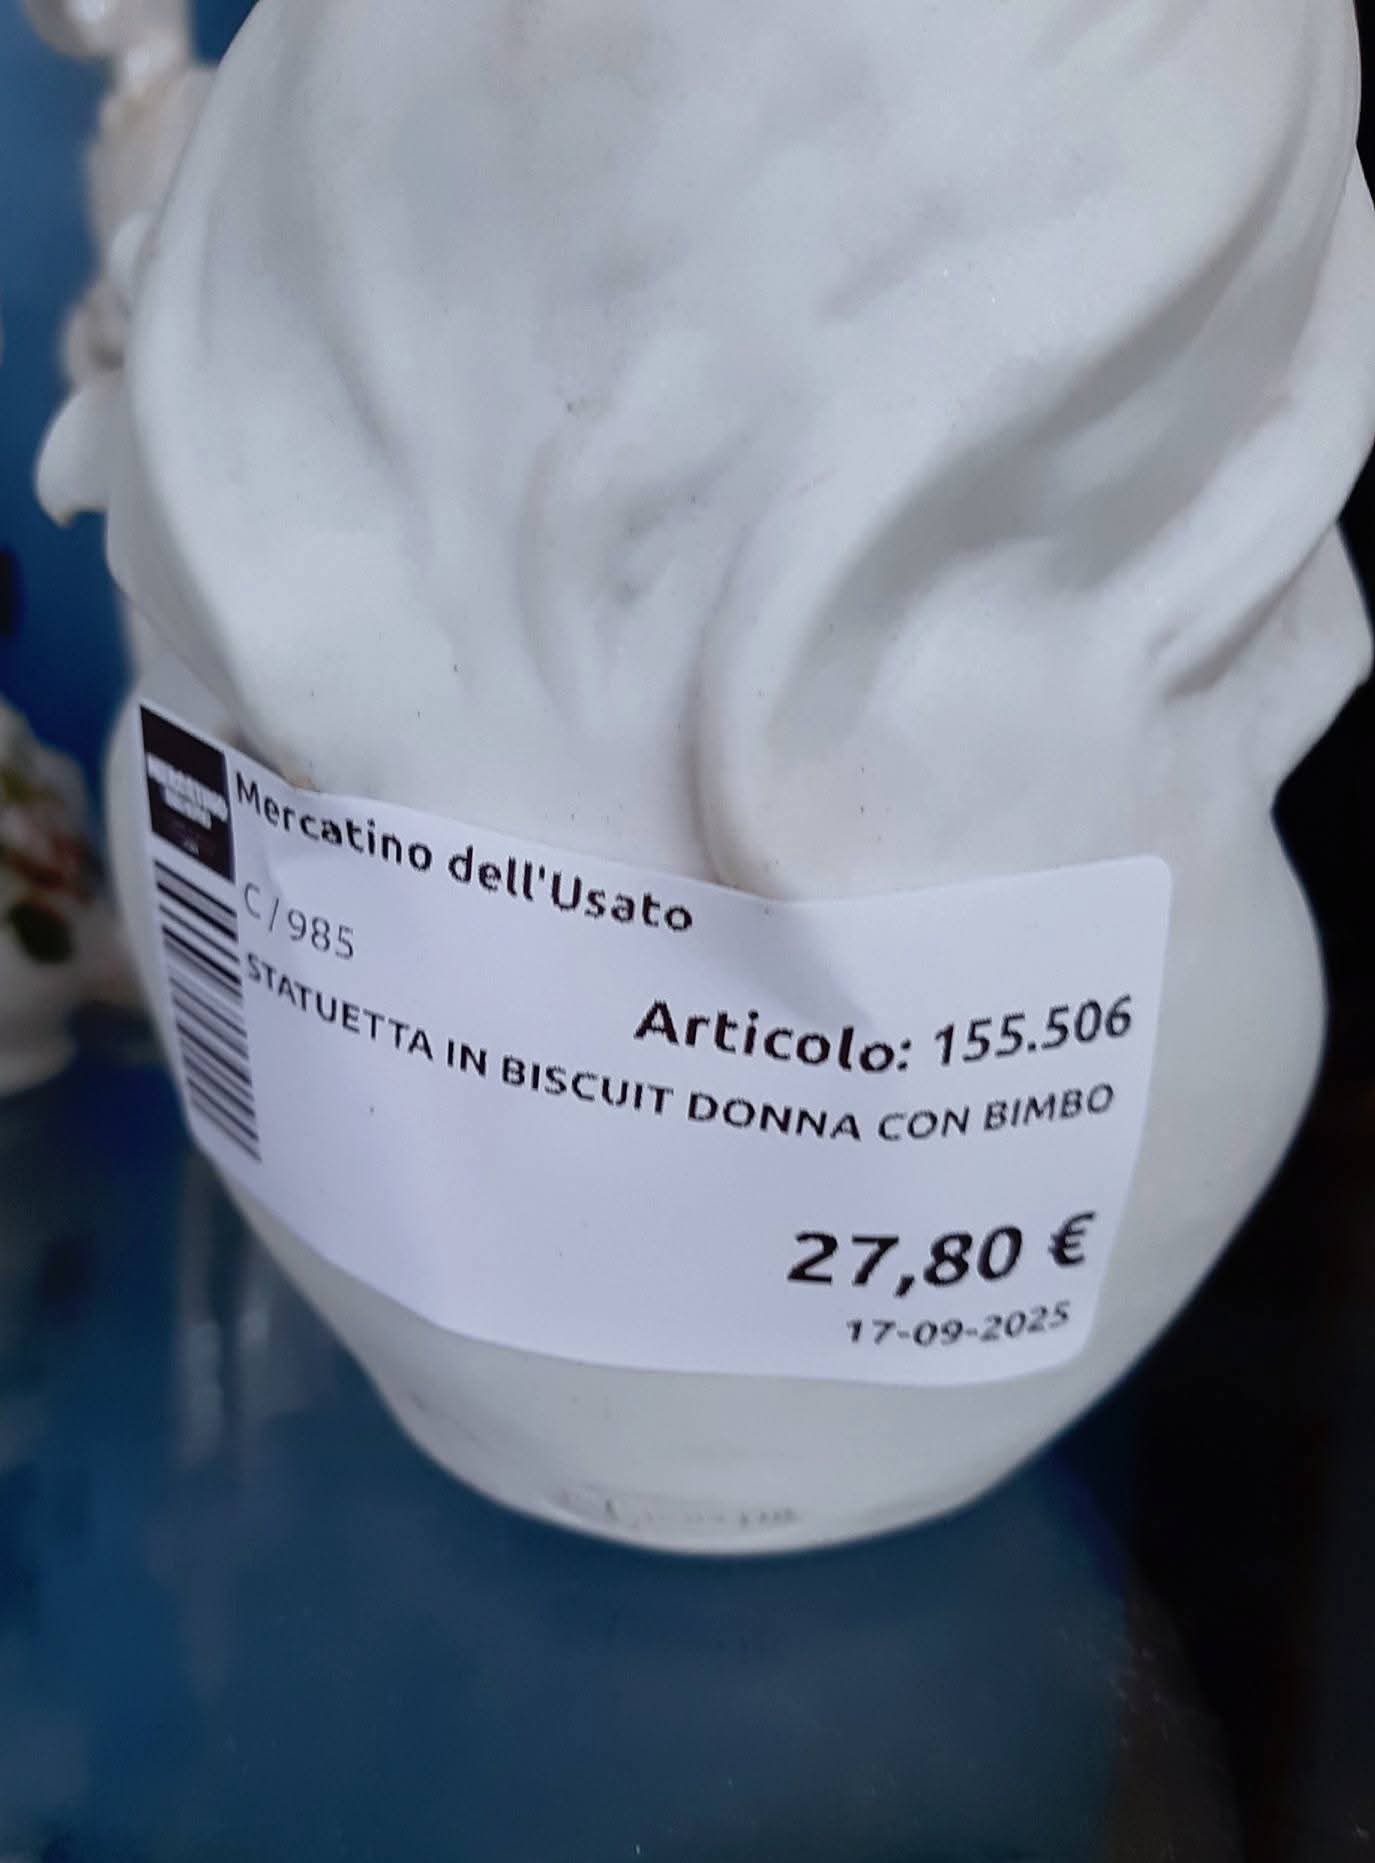 Mercatino dell'Usato
C/985
Articolo: 155.506
STATUETTA IN BISCUIT DONNA CON BIMBO
27,80 €
17-09-2025